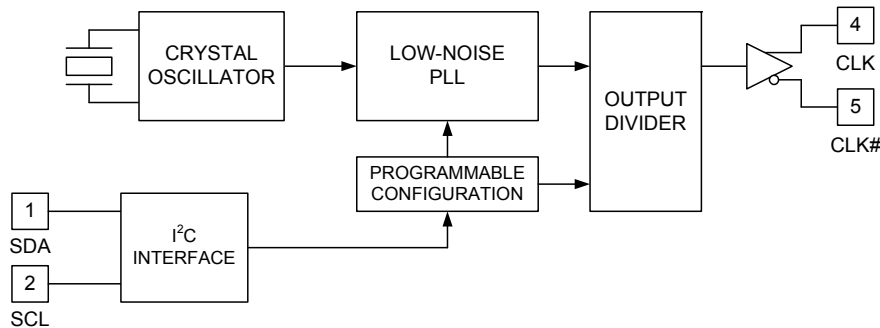 CRYSTAL
OSCILLATOR
LOW-NOISE
PLL
OUTPUT
DIVIDER
4
CLK
5
CLK#
PROGRAMMABLE
CONFIGURATION
1
SDA
I²C
INTERFACE
2
SCL